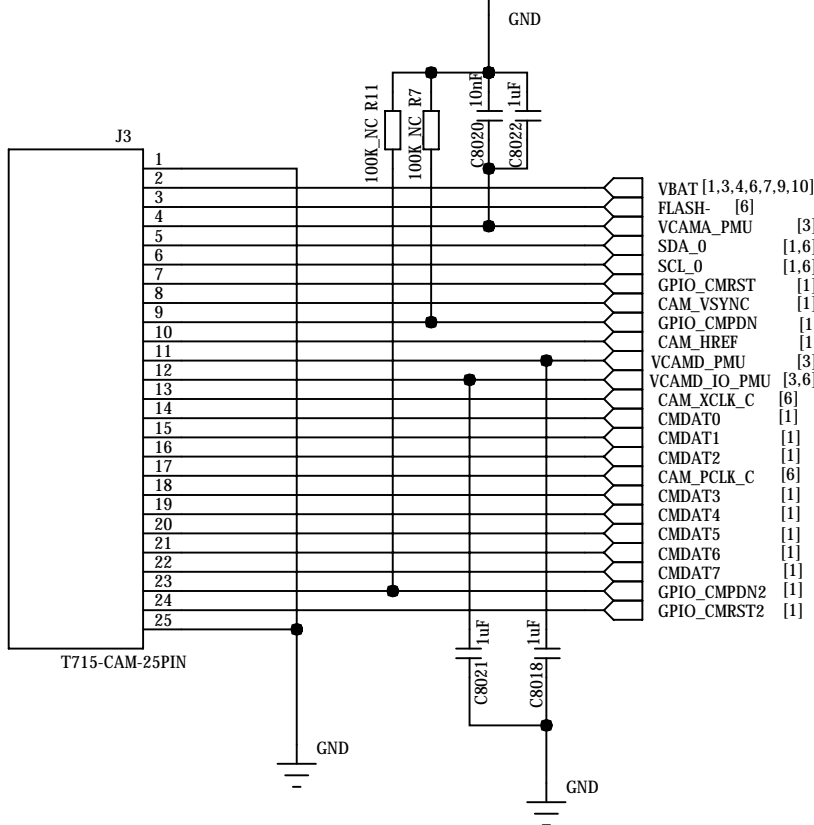 GND
100K_NC R11
100K_NC R7
C8020 10nF
C8022 1uF
J3
1
2
3
4
5
6
7
8
9
10
11
12
13
14
15
16
17
18
19
20
21
22
23
24
25
VBAT [1,3,4,6,7,9,10]
FLASH- [6]
VCAMA_PMU [3]
SDA_0 [1,6]
SCL_0 [1,6]
GPIO_CMRST [1]
CAM_VSYNC [1]
GPIO_CMPDN [1
CAM_HREF [1
VCAMD_PMU [3]
VCAMD_IO_PMU [3,6]
CAM_XCLK_C [6]
CMDAT0 [1]
CMDAT1 [1]
CMDAT2 [1]
CAM_PCLK_C [6]
CMDAT3 [1]
CMDAT4 [1]
CMDAT5 [1]
CMDAT6 [1]
CMDAT7 [1]
GPIO_CMPDN2 [1]
GPIO_CMRST2 [1]
T715-CAM-25PIN
C8021 1uF
C8018 1uF
GND
GND